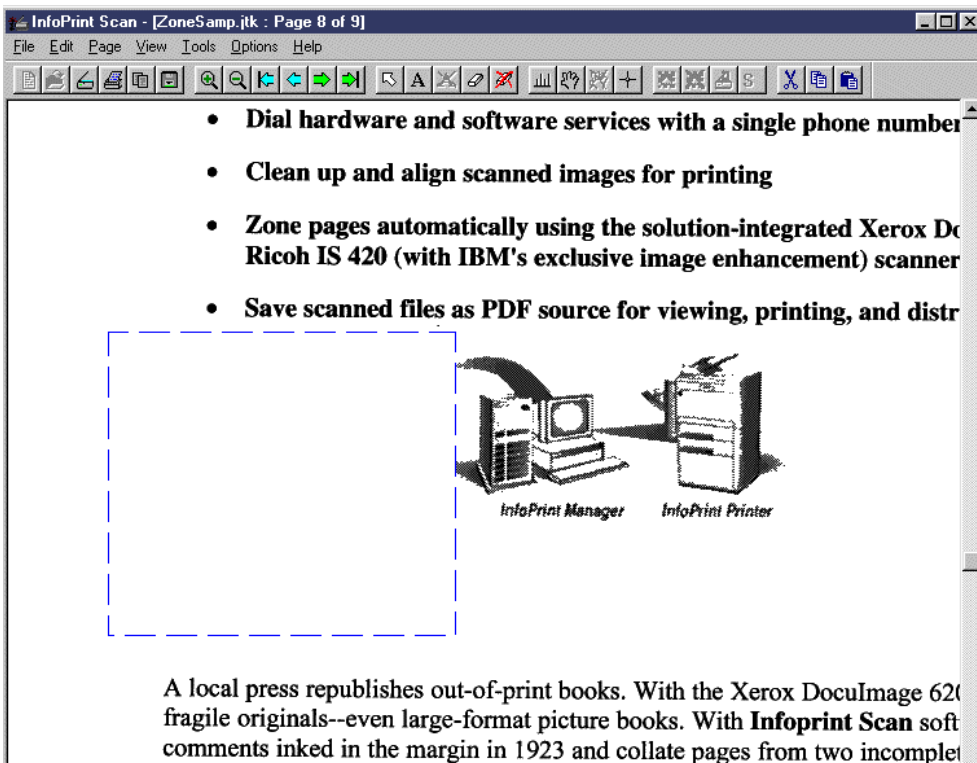 InfoPrint Scan - [ZoneSamp.jtk : Page 8 of 9]
File Edit Page View Tools Options Help
A S
• Dial hardware and software services with a single phone number
• Clean up and align scanned images for printing
• Zone pages automatically using the solution-integrated Xerox Do
Ricoh IS 420 (with IBM's exclusive image enhancement) scanner
• Save scanned files as PDF source for viewing, printing, and distr
InfoPrint Manager InfoPrint Printer
A local press republishes out-of-print books. With the Xerox DocuImage 620
fragile originals--even large-format picture books. With Infoprint Scan soft
comments inked in the margin in 1923 and collate pages from two incomplet